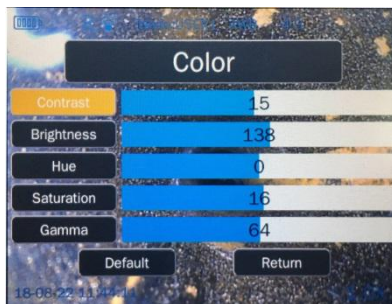 Color
Contrast 15
Brightness 138
Hue 0
Saturation 16
Gamma 64
Default Return